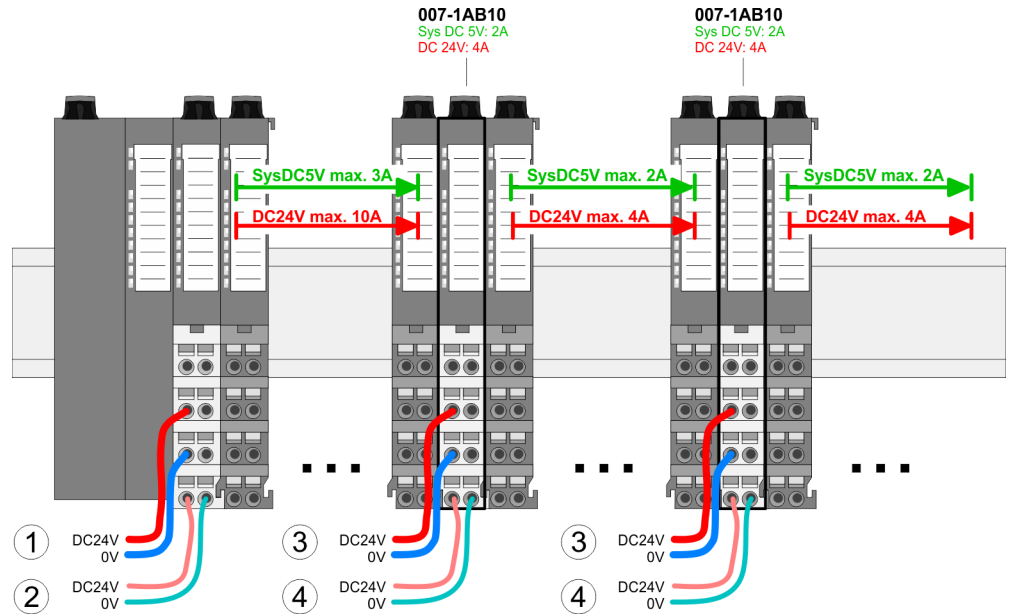 007-1AB10
Sys DC 5V: 2A
DC 24V: 4A
007-1AB10
Sys DC 5V: 2A
DC 24V: 4A
SysDC5V max. 3A
SysDC5V max. 2A
SysDC5V max. 2A
DC24V max. 10A
DC24V max. 4A
DC24V max. 4A
1 DC24V
0V
3 DC24V
0V
3 DC24V
0V
2 DC24V
0V
4 DC24V
0V
4 DC24V
0V